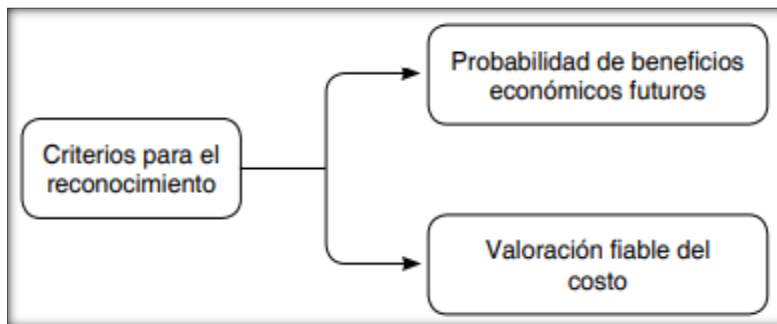 Criterios para el
reconocimiento
Probabilidad de beneficios
económicos futuros
Valoración fiable del
costo